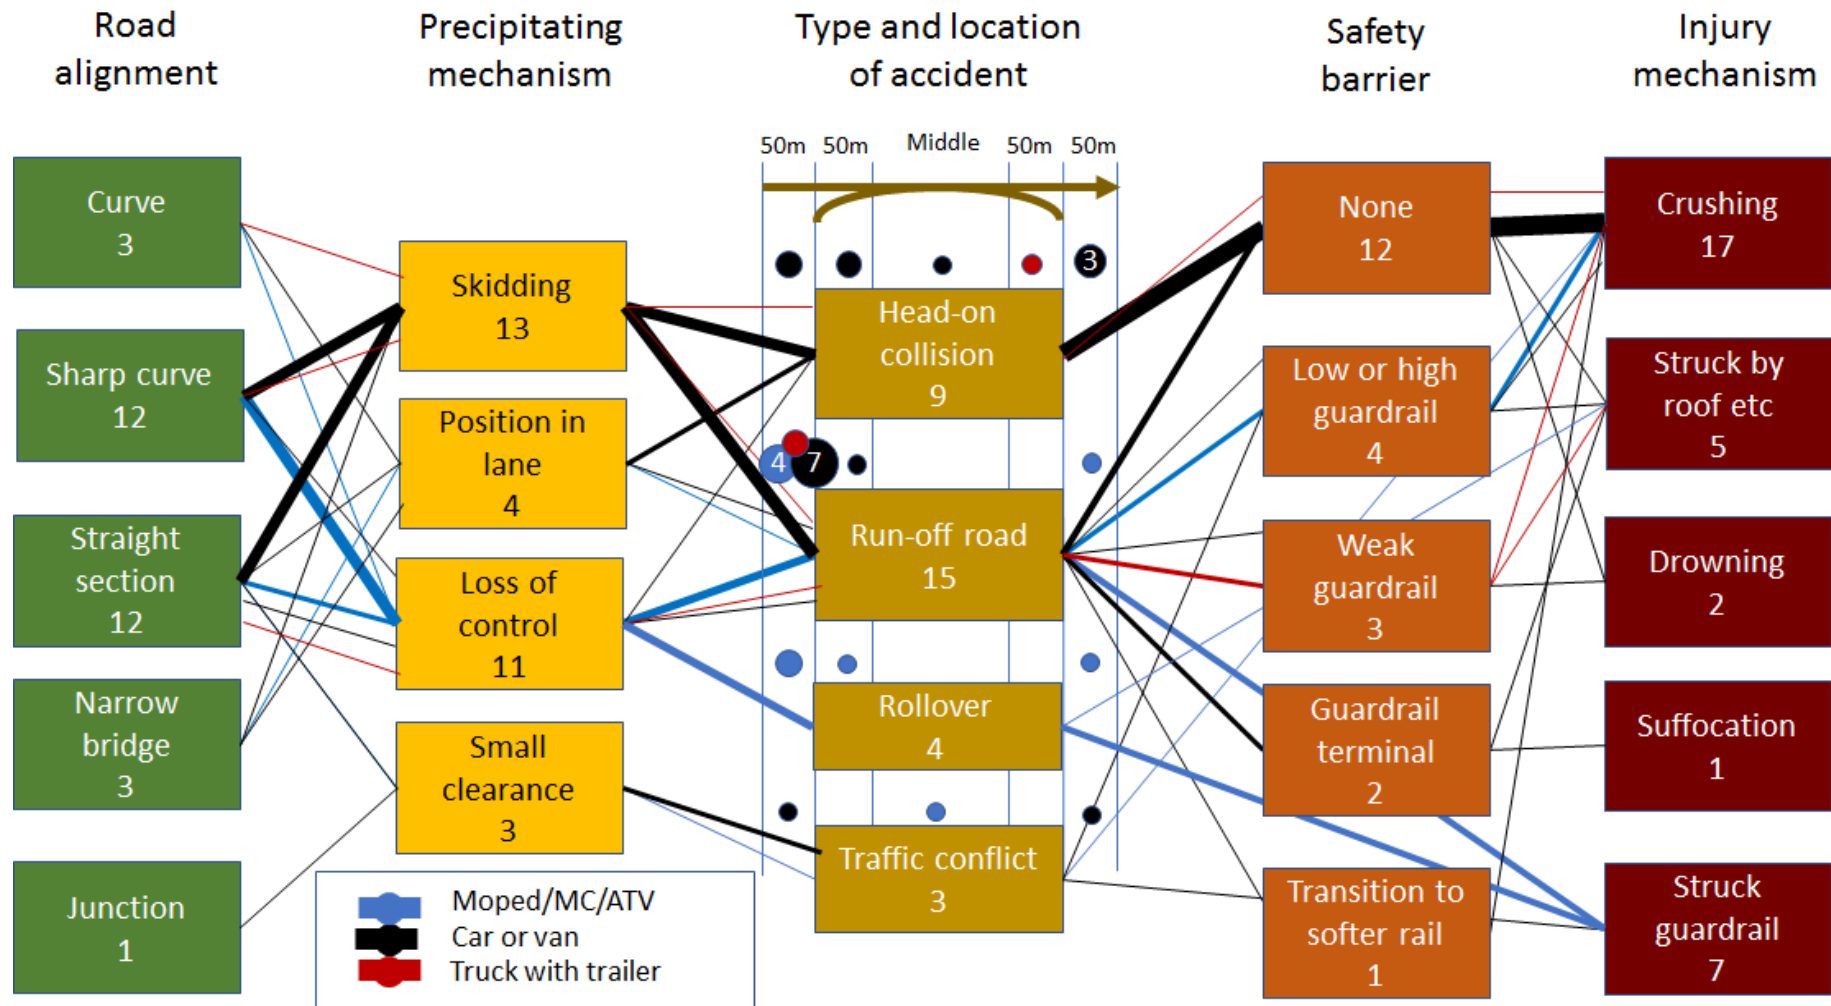 Road
alignment
Precipitating
mechanism
Type and location
of accident
Safety
barrier
Injury
mechanism
50m
50m
Middle
50m
50m
Curve
3
Sharp curve
12
Straight
section
12
Narrow
bridge
3
Junction
1
Skidding
13
Position in
lane
4
Loss of
control
11
Small
clearance
3
3
Head-on
collision
9
4
7
Run-off road
15
Rollover
4
Traffic conflict
3
None
12
Low or high
guardrail
4
Weak
guardrail
3
Guardrail
terminal
2
Transition to
softer rail
1
Crushing
17
Struck by
roof etc
5
Drowning
2
Suffocation
1
Struck
guardrail
7
Moped/MC/ATV
Car or van
Truck with trailer